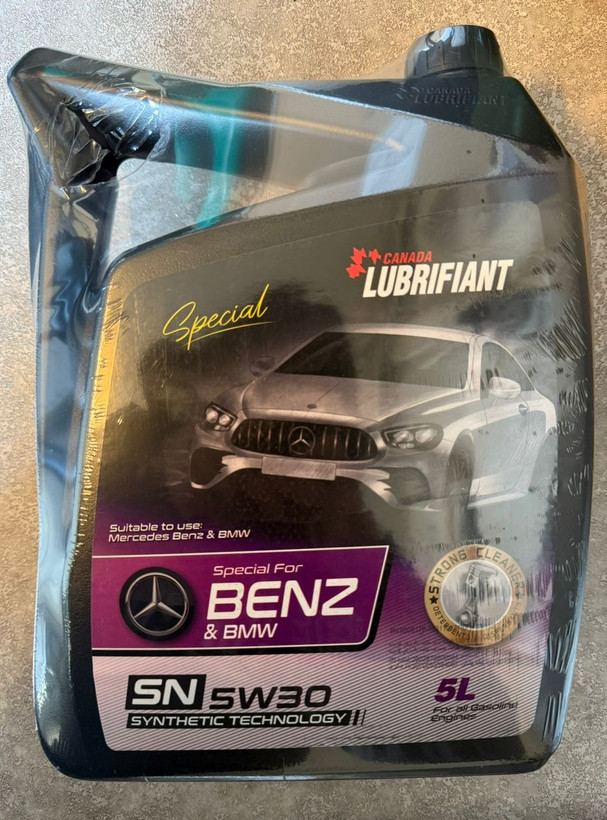 CANADA
LUBRIFIANT
CANADA
LUBRIFIANT
Special
Suitable to use:
Mercedes Benz & BMW
Special For
BENZ
& BMW
STRONG CLEANER
SN 5W30
SYNTHETIC TECHNOLOGY
5L
For all Gasoline
Engines